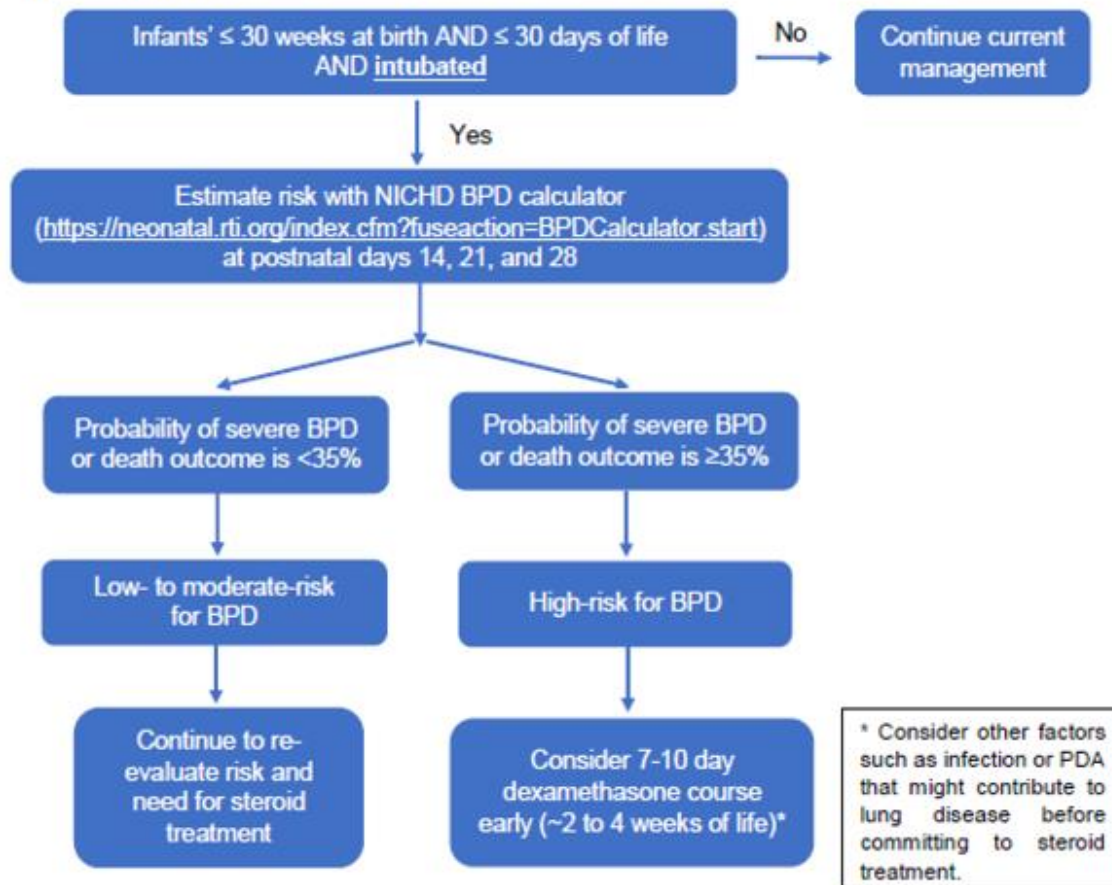 Infants' ≤ 30 weeks at birth AND ≤ 30 days of life
AND intubated
No
Continue current
management
Yes
Estimate risk with NICHD BPD calculator
(https://neonatal.rti.org/index.cfm?fuseaction=BPDCalculator.start)
at postnatal days 14, 21, and 28
Probability of severe BPD
or death outcome is <35%
Probability of severe BPD
or death outcome is ≥35%
Low- to moderate-risk
for BPD
High-risk for BPD
Continue to re-
evaluate risk and
need for steroid
treatment
Consider 7-10 day
dexamethasone course
early (~2 to 4 weeks of life)*
* Consider other factors
such as infection or PDA
that might contribute to
lung disease before
committing to steroid
treatment.